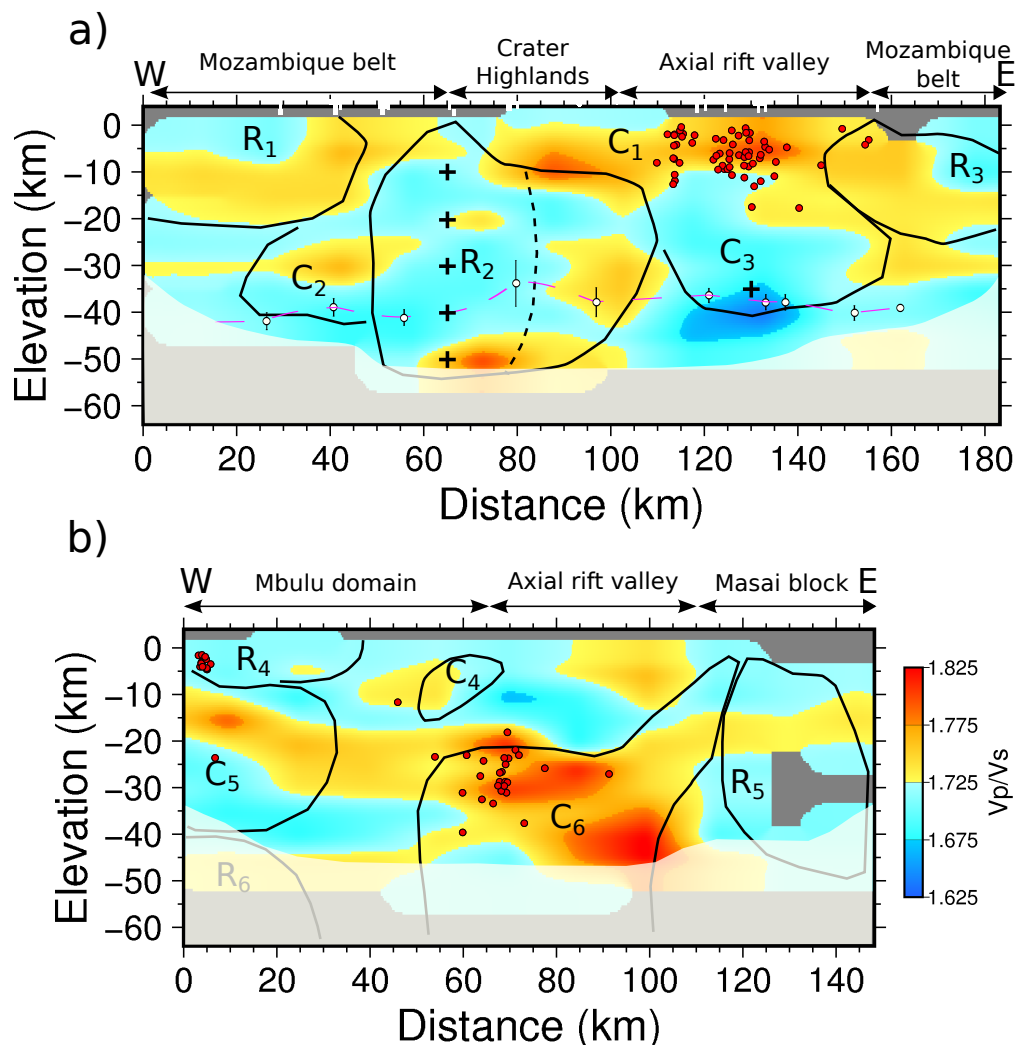 a)
W
Mozambique belt
Crater
Highlands
Axial rift valley
Mozambique
belt
E
Elevation (km)
0
−10
−20
−30
−40
−50
−60
R1
C1
R3
C2
R2
C3
0 20 40 60 80 100 120 140 160 180
Distance (km)
b)
W
Mbulu domain
Axial rift valley
Masai block
E
Elevation (km)
0
−10
−20
−30
−40
−50
−60
R4
C4
C5
C6
R5
R6
0 20 40 60 80 100 120 140
Distance (km)
1.825
1.775
1.725
1.675
1.625
Vp/Vs